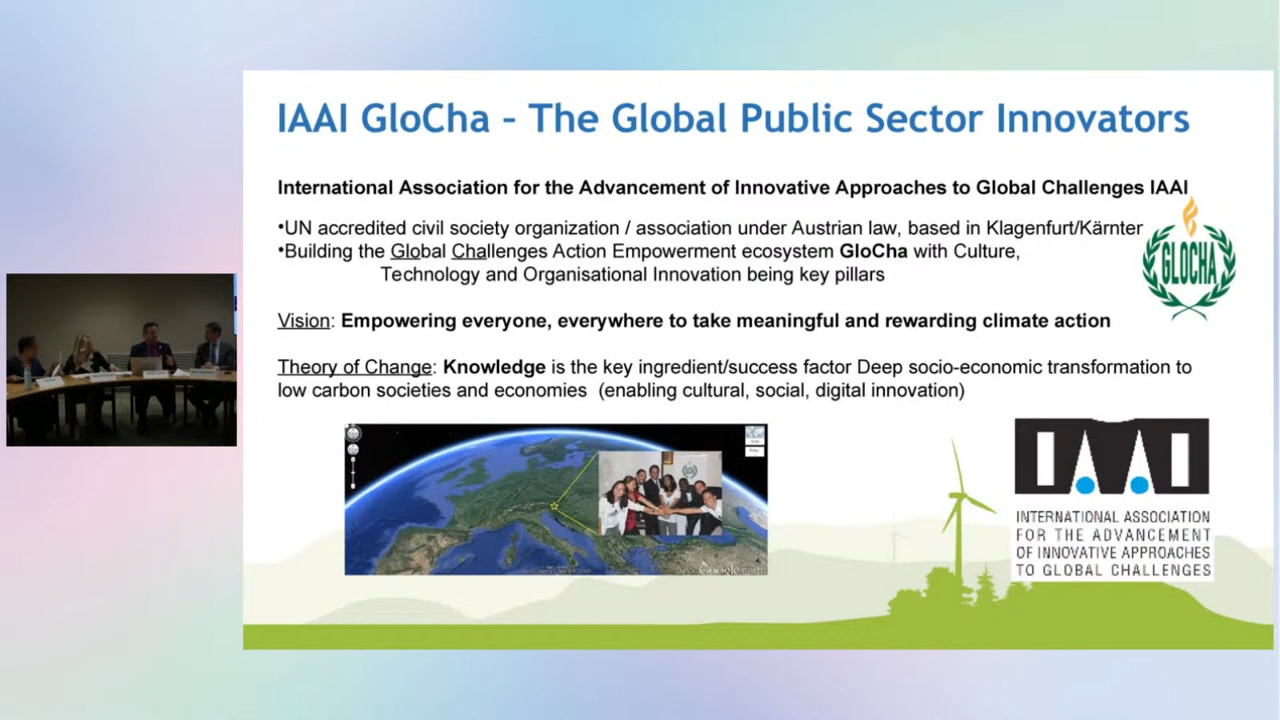 IAAI GloCha – The Global Public Sector Innovators
International Association for the Advancement of Innovative Approaches to Global Challenges IAAI
•UN accredited civil society organization / association under Austrian law, based in Klagenfurt/Kärnter
•Building the Global Challenges Action Empowerment ecosystem GloCha with Culture,
Technology and Organisational Innovation being key pillars
GLOCHA
Vision: Empowering everyone, everywhere to take meaningful and rewarding climate action
Theory of Change: Knowledge is the key ingredient/success factor Deep socio-economic transformation to
low carbon societies and economies (enabling cultural, social, digital innovation)
Google
IAAI
INTERNATIONAL ASSOCIATION
FOR THE ADVANCEMENT
OF INNOVATIVE APPROACHES
TO GLOBAL CHALLENGES